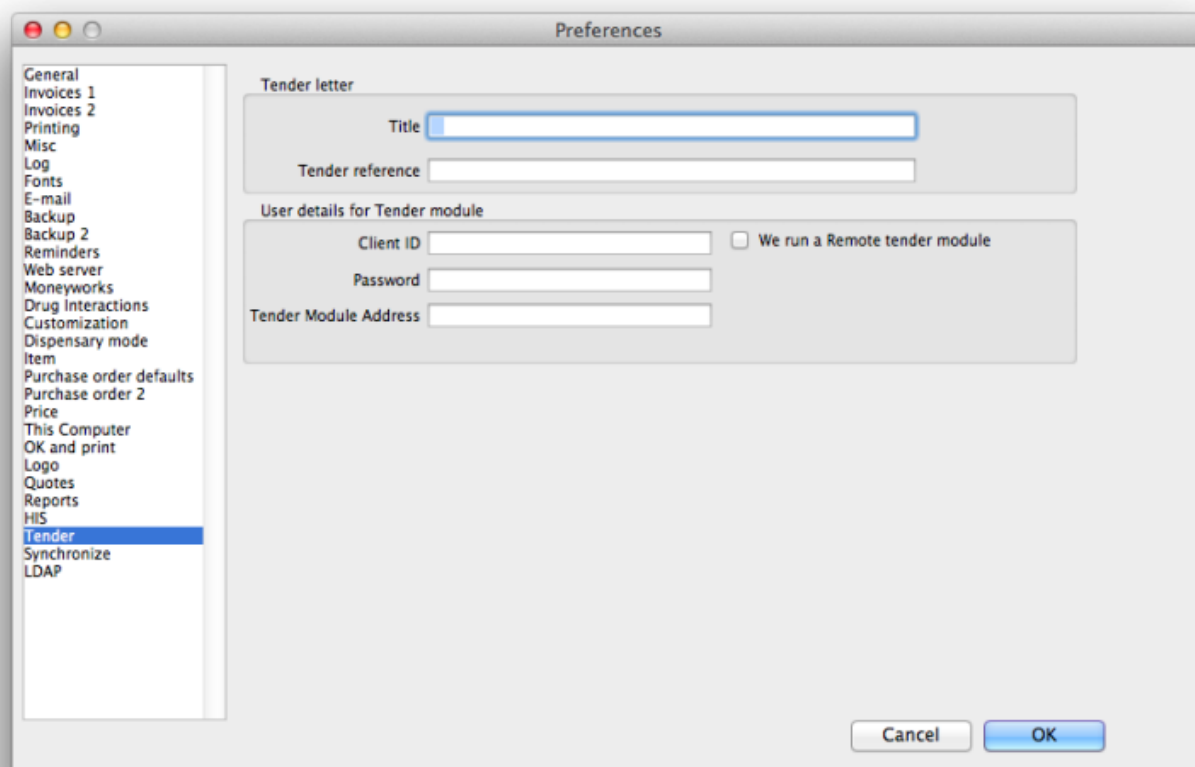 Preferences
General
Invoices 1
Invoices 2
Printing
Misc
Log
Fonts
E-mail
Backup
Backup 2
Reminders
Web server
Moneyworks
Drug Interactions
Customization
Dispensary mode
Item
Purchase order defaults
Purchase order 2
Price
This Computer
OK and print
Logo
Quotes
Reports
HIS
Tender
Synchronize
LDAP
Tender letter
Title
Tender reference
User details for Tender module
Client ID
We run a Remote tender module
Password
Tender Module Address
Cancel
OK